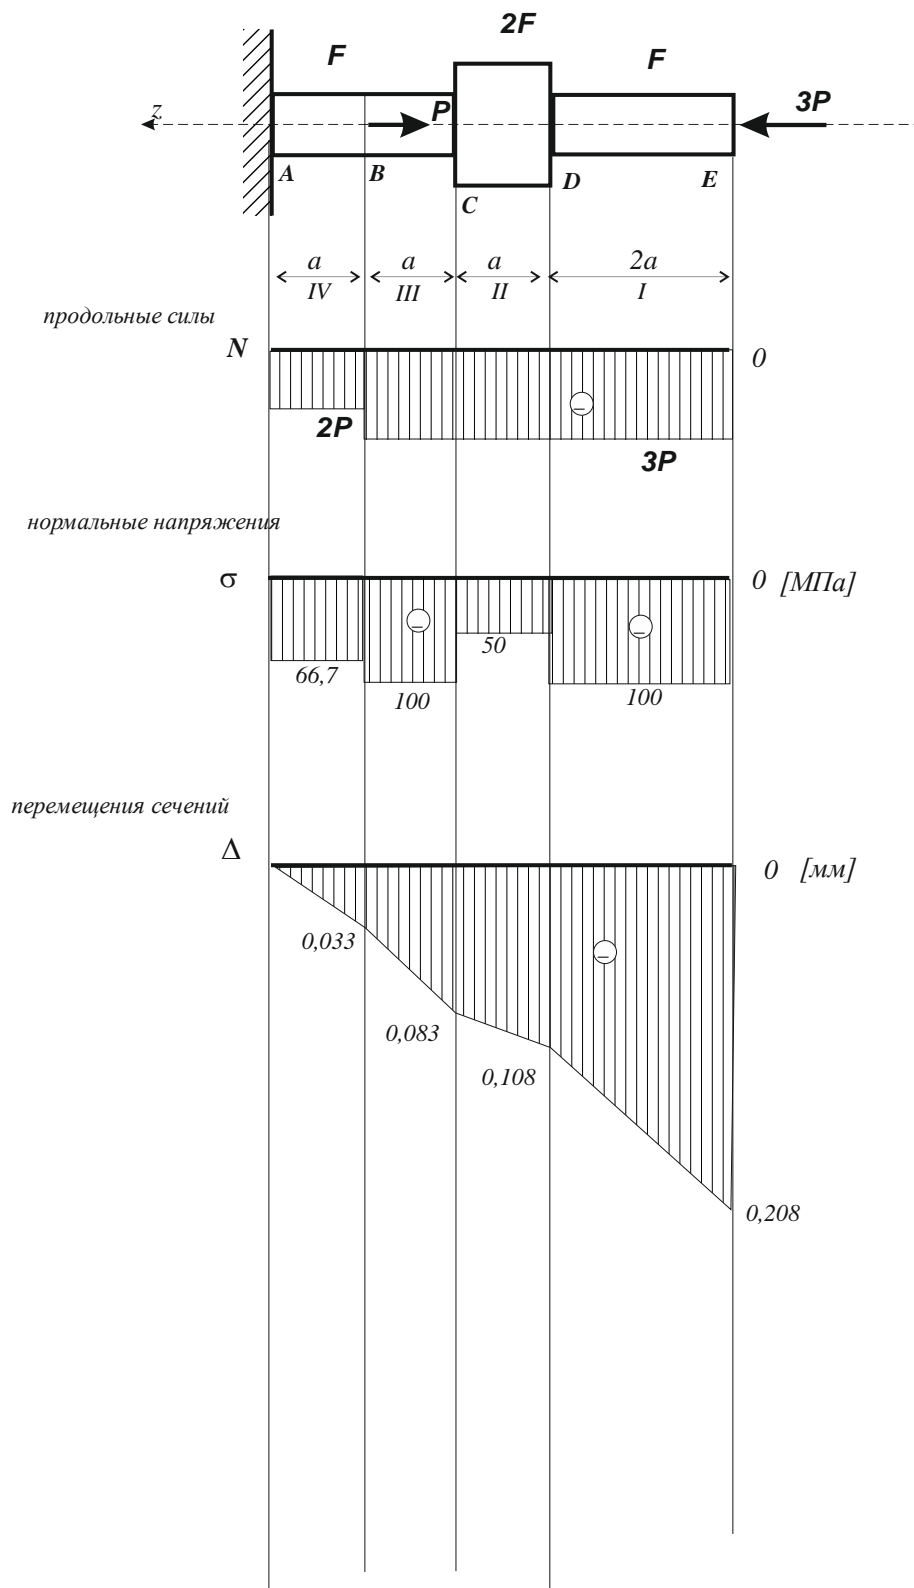 2F
F
F
z
P
3P
A
B
C
D
E
a
a
a
2a
IV
III
II
I
продольные силы
N
0
2P
3P
нормальные напряжения
σ
0 [МПа]
50
66,7
100
100
перемещения сечений
Δ
0 [мм]
0,033
0,083
0,108
0,208